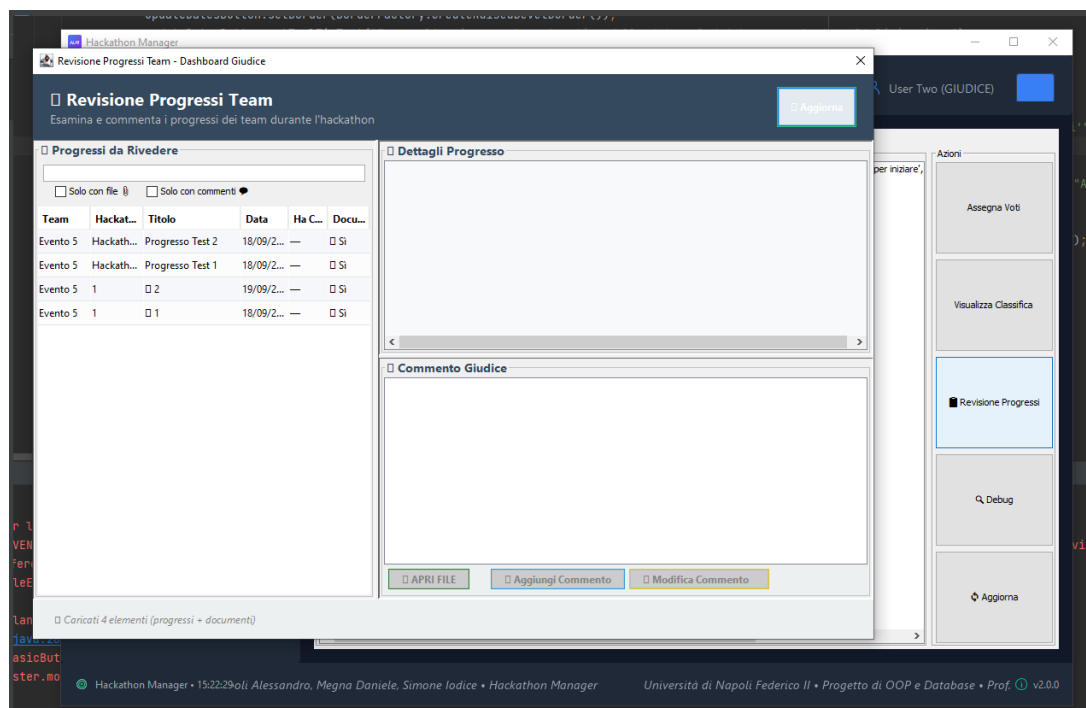 Hackathon Manager
Revisione Progressi Team - Dashboard Giudice
Revisione Progressi Team
Esamina e commenta i progressi dei team durante l'hackathon
Aggiorna
User Two (GIUDICE)
Progressi da Rivedere
Solo con file
Solo con commenti
Team Hackat... Titolo Data Ha C... Docu...
Evento 5 Hackath... Progresso Test 2 18/09/2... — Sì
Evento 5 Hackath... Progresso Test 1 18/09/2... — Sì
Evento 5 1 2 19/09/2... — Sì
Evento 5 1 1 18/09/2... — Sì
Dettagli Progresso
Commento Giudice
APRI FILE
Aggiungi Commento
Modifica Commento
Caricati 4 elementi (progressi + documenti)
per iniziare',
Azioni
Assegna Voti
Visualizza Classifica
Revisione Progressi
Debug
Aggiorna
Hackathon Manager • 15:22:29
oli Alessandro, Megna Daniele, Simone Iodice • Hackathon Manager
Università di Napoli Federico II • Progetto di OOP e Database • Prof.
v2.0.0